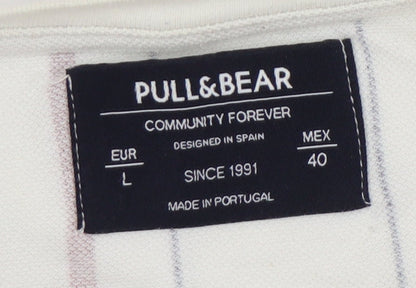 PULL&BEAR
COMMUNITY FOREVER
DESIGNED IN SPAIN
EUR
L
MEX
40
SINCE 1991
MADE IN PORTUGAL